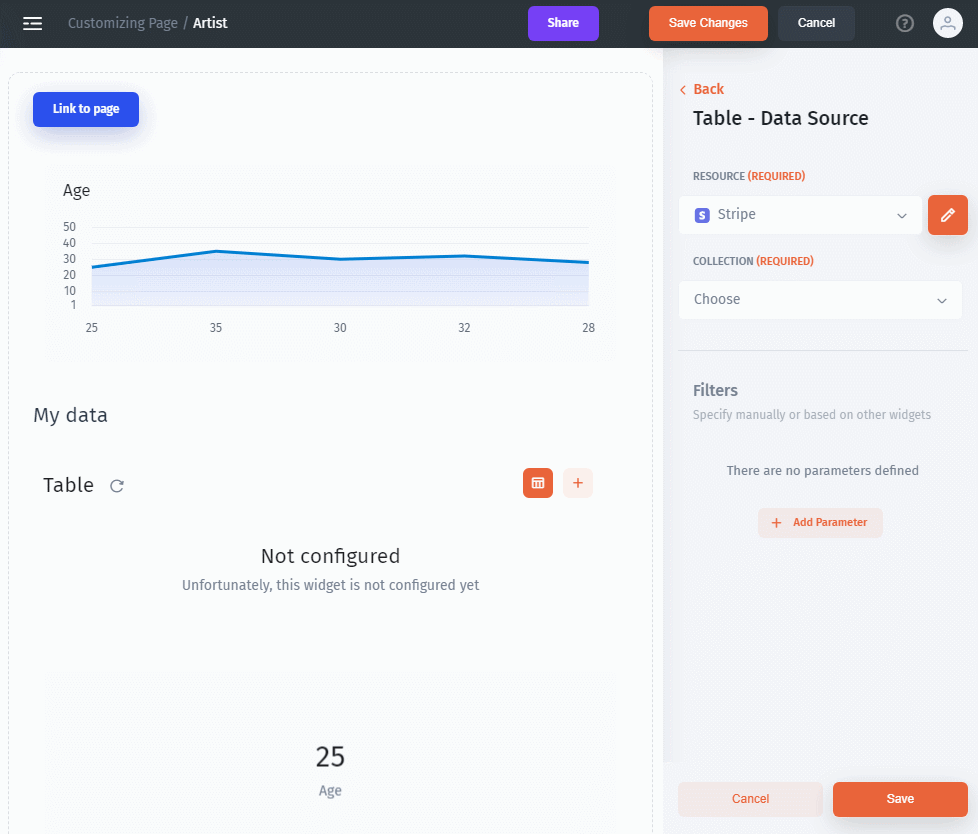 Customizing Page / Artist
Share
Save Changes
Cancel
?
Link to page
Age
50
40
30
20
10
1
25 35 30 32 28
My data
Table
Not configured
Unfortunately, this widget is not configured yet
25
Age
Back
Table - Data Source
RESOURCE (REQUIRED)
S Stripe
COLLECTION (REQUIRED)
Choose
Filters
Specify manually or based on other widgets
There are no parameters defined
+ Add Parameter
Cancel
Save